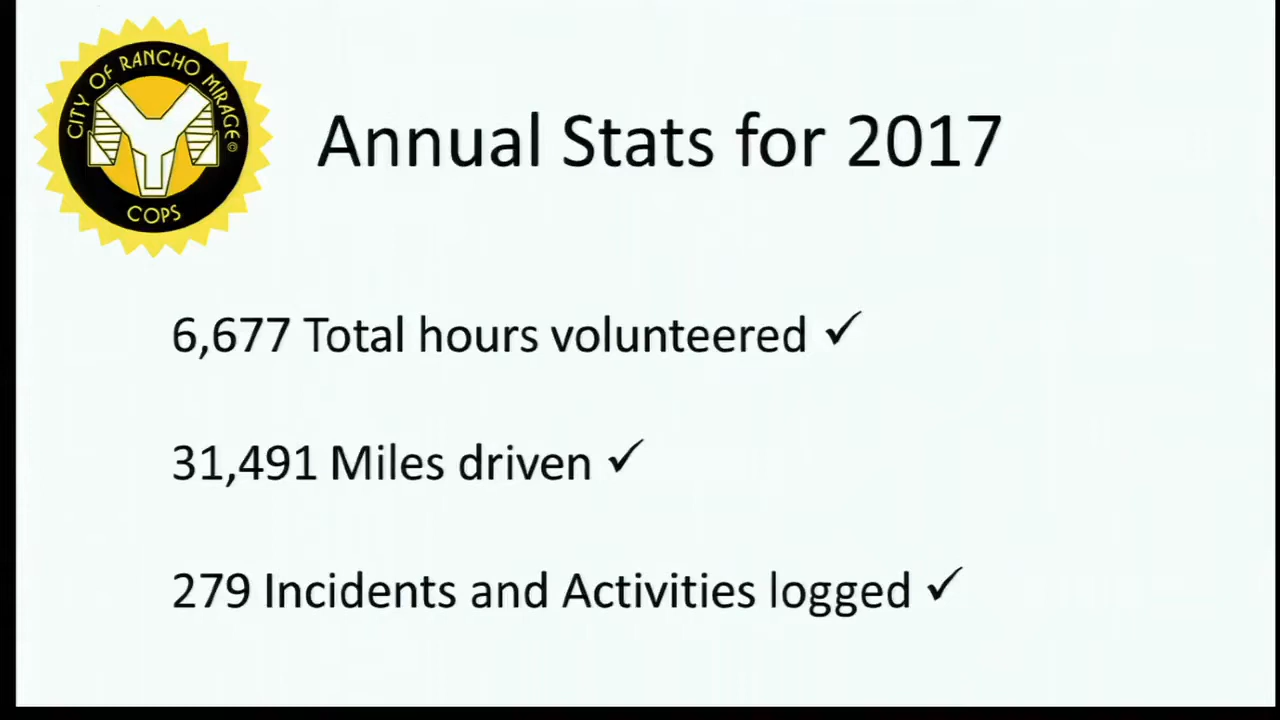 CITY OF RANCHO MIRAGE ©
COPS
Annual Stats for 2017
6,677 Total hours volunteered ✓
31,491 Miles driven ✓
279 Incidents and Activities logged ✓